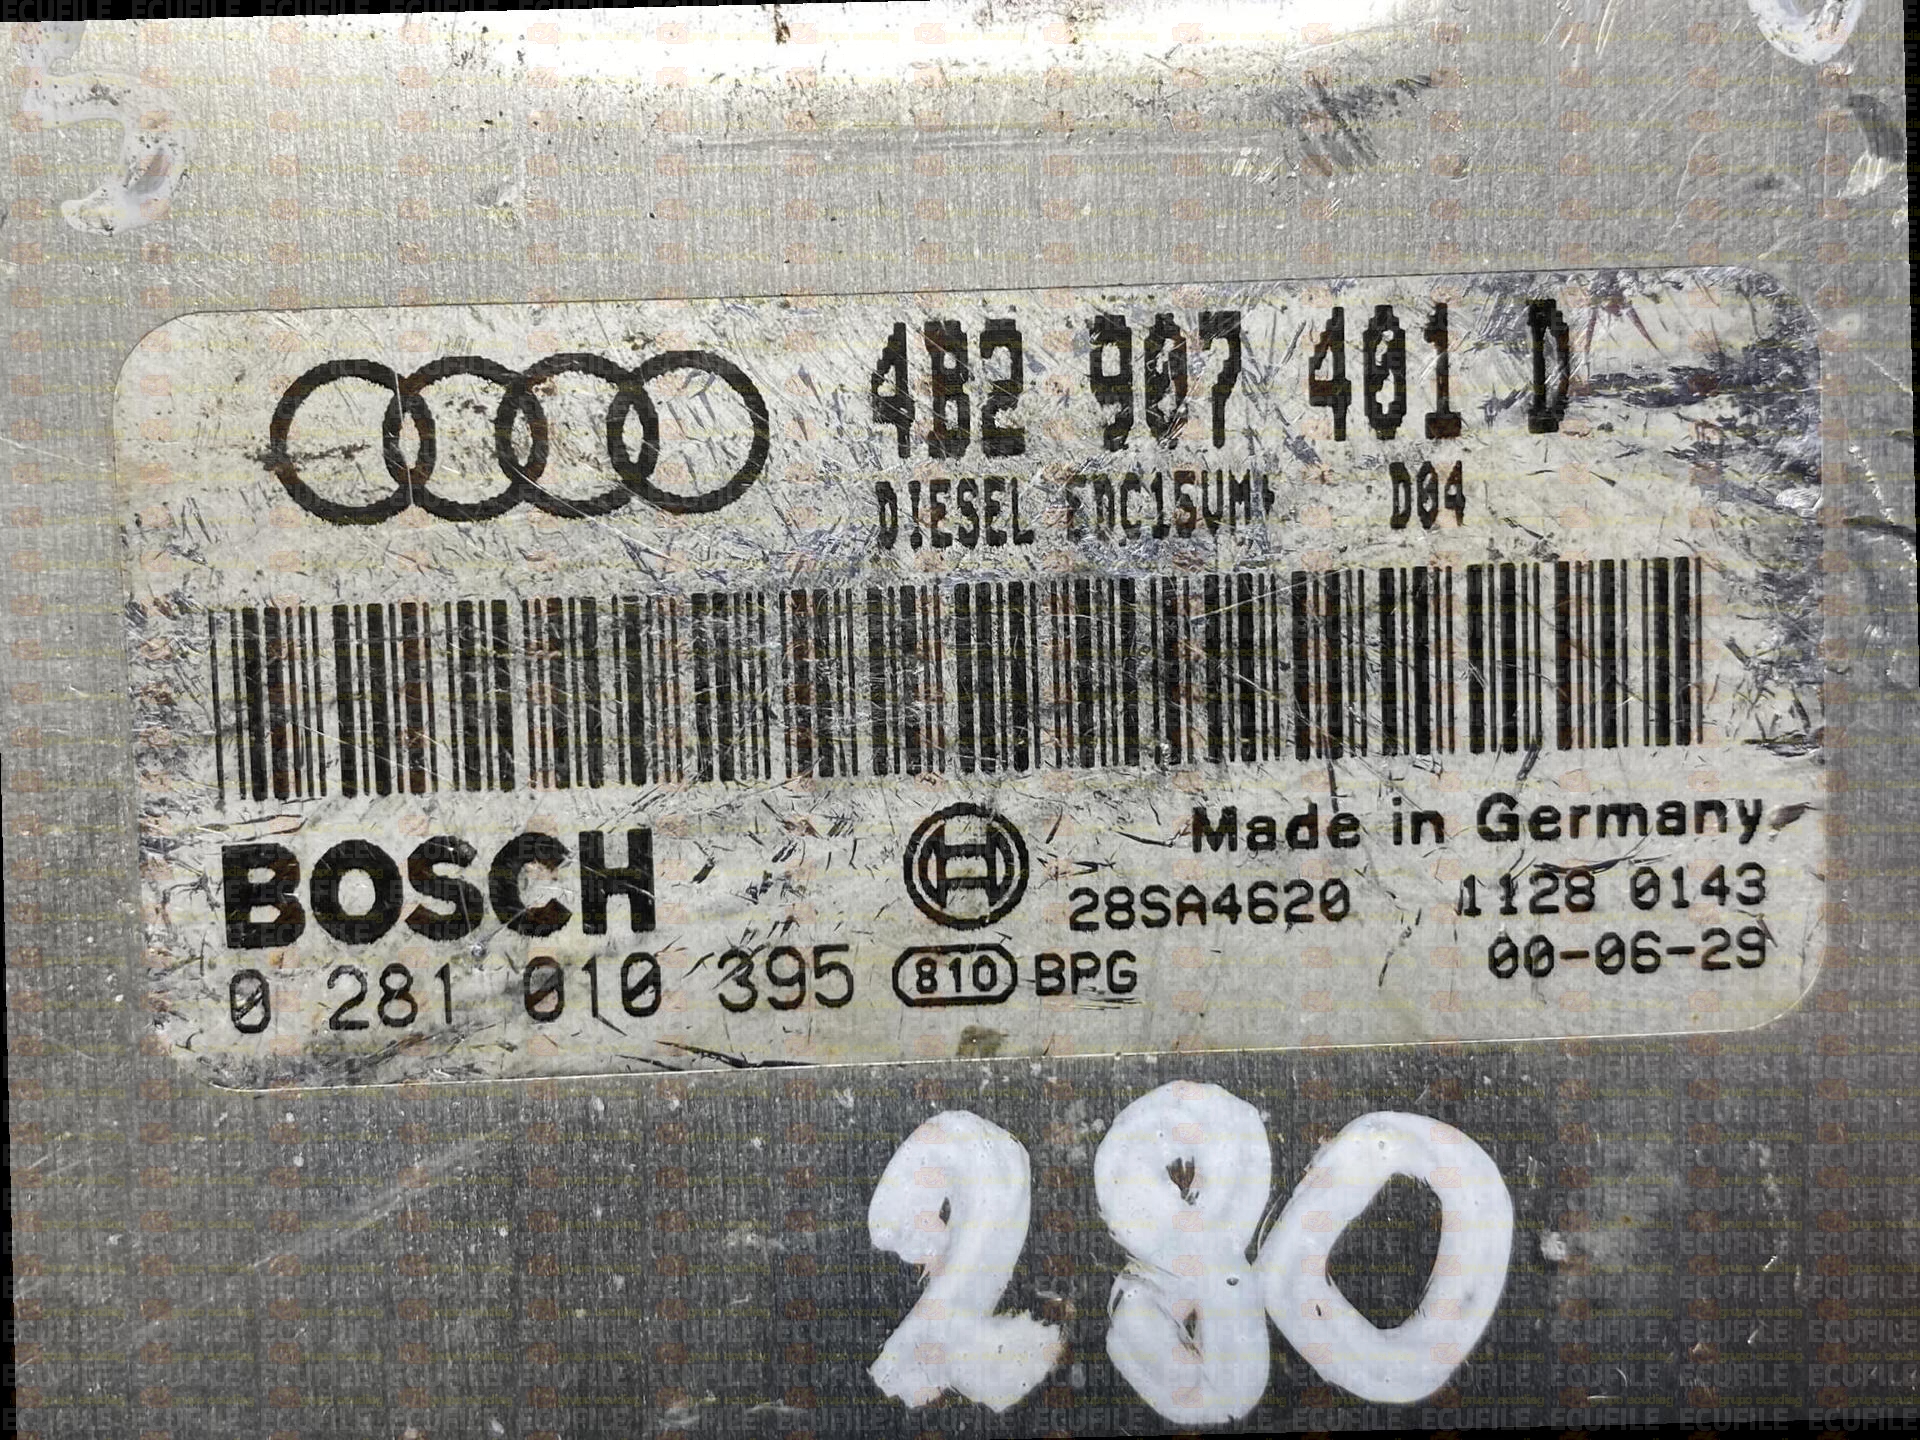 4B2 907 401 D
DIESEL EDC15VM+ D04
BOSCH
Made in Germany
28SA4620 1128 0143
0 281 010 395 810 BPG 00-06-29
280